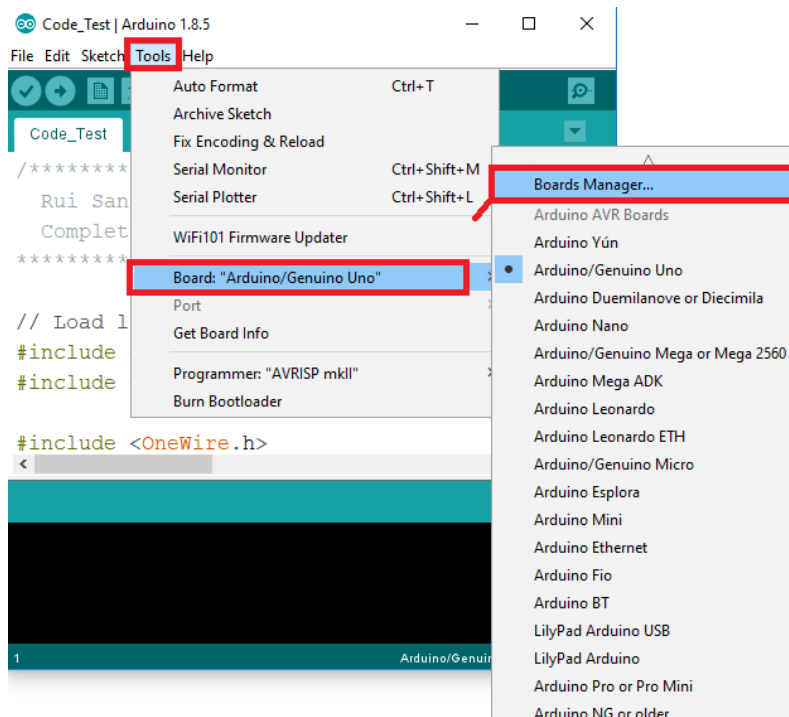 Code_Test | Arduino 1.8.5
File Edit Sketch Tools Help
Code_Test
/********
Rui San
Complet
*********
// Load l
#include
#include
#include <OneWire.h>
1
Arduino/Genuin
Auto Format Ctrl+T
Archive Sketch
Fix Encoding & Reload
Serial Monitor Ctrl+Shift+M
Serial Plotter Ctrl+Shift+L
WiFi101 Firmware Updater
Board: "Arduino/Genuino Uno"
Port
Get Board Info
Programmer: "AVRISP mkII"
Burn Bootloader
Boards Manager...
Arduino AVR Boards
Arduino Yún
Arduino/Genuino Uno
Arduino Duemilanove or Diecimila
Arduino Nano
Arduino/Genuino Mega or Mega 2560
Arduino Mega ADK
Arduino Leonardo
Arduino Leonardo ETH
Arduino/Genuino Micro
Arduino Esplora
Arduino Mini
Arduino Ethernet
Arduino Fio
Arduino BT
LilyPad Arduino USB
LilyPad Arduino
Arduino Pro or Pro Mini
Arduino NG or older